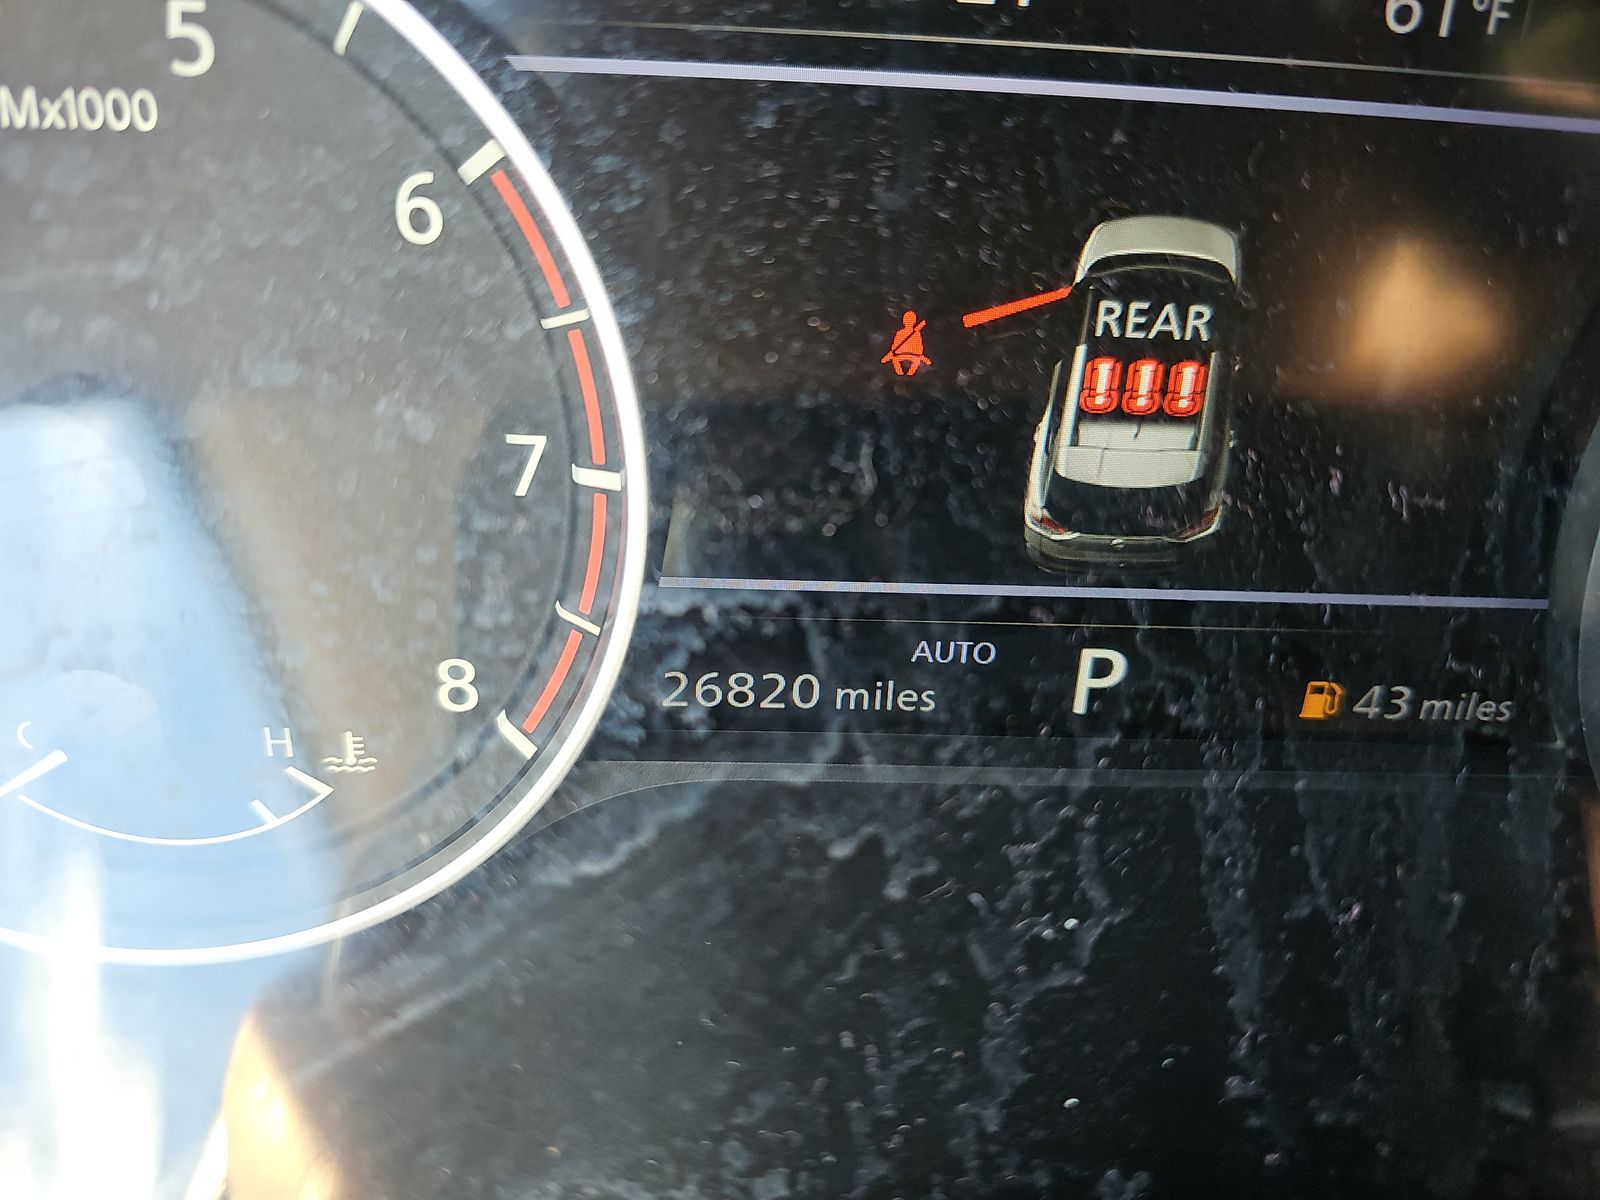 61°F
5
Mx1000
6
REAR
7
AUTO
8
26820 miles
P
43 miles
C
H